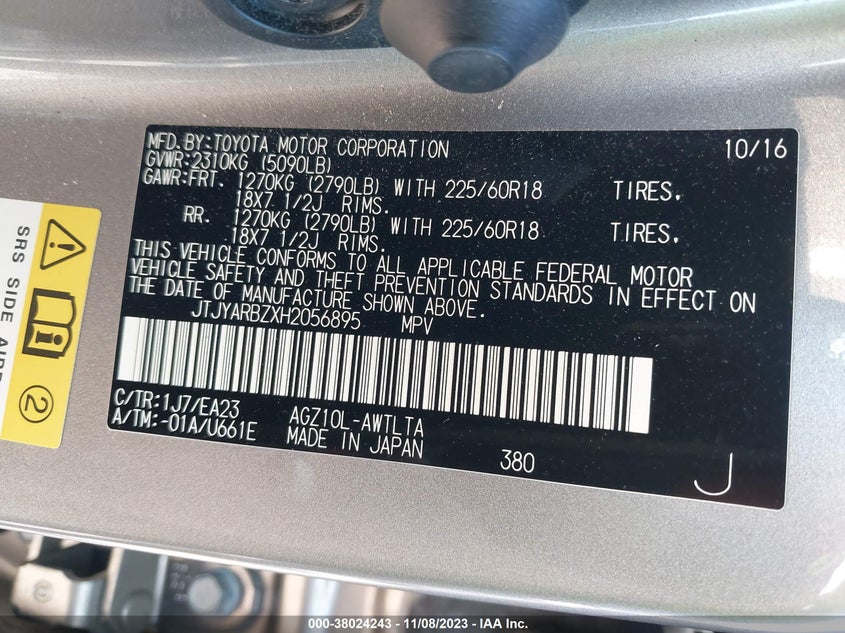 MFD. BY: TOYOTA MOTOR CORPORATION 10/16
GVWR: 2310KG (5090LB)
GAWR: FRT. 1270KG (2790LB) WITH 225/60R18 TIRES,
18X7 1/2J RIMS.
RR. 1270KG (2790LB) WITH 225/60R18 TIRES,
18X7 1/2J RIMS.
THIS VEHICLE CONFORMS TO ALL APPLICABLE FEDERAL MOTOR
VEHICLE SAFETY AND THEFT PREVENTION STANDARDS IN EFFECT ON
THE DATE OF MANUFACTURE SHOWN ABOVE.
JTJYARBZXH2056895 MPV
C/TR: 1J7/EA23 AGZ10L-AWTLTA
A/TM: -01A/U661E MADE IN JAPAN 380 J
SRS SIDE
2
000-38024243 - 11/08/2023 - IAA Inc.